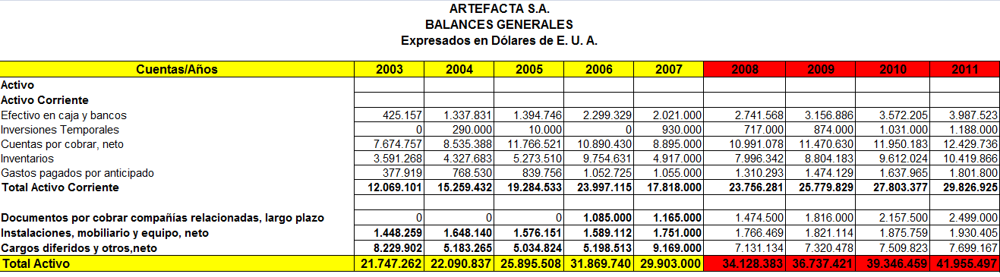 ARTEFACTA S.A.
BALANCES GENERALES
Expresados en Dólares de E. U. A.
Cuentas/Años 2003 2004 2005 2006 2007 2008 2009 2010 2011
Activo
Activo Corriente
Efectivo en caja y bancos 425.157 1.337.831 1.394.746 2.299.329 2.021.000 2.741.568 3.156.886 3.572.205 3.987.523
Inversiones Temporales 0 290.000 10.000 0 930.000 717.000 874.000 1.031.000 1.188.000
Cuentas por cobrar, neto 7.674.757 8.535.388 11.766.521 10.890.430 8.895.000 10.991.078 11.470.630 11.950.183 12.429.736
Inventarios 3.591.268 4.327.683 5.273.510 9.754.631 4.917.000 7.996.342 8.804.183 9.612.024 10.419.866
Gastos pagados por anticipado 377.919 768.530 839.756 1.052.725 1.055.000 1.310.293 1.474.129 1.637.965 1.801.800
Total Activo Corriente 12.069.101 15.259.432 19.284.533 23.997.115 17.818.000 23.756.281 25.779.829 27.803.377 29.826.925
Documentos por cobrar compañías relacionadas, largo plazo 0 0 0 1.085.000 1.165.000 1.474.500 1.816.000 2.157.500 2.499.000
Instalaciones, mobiliario y equipo, neto 1.448.259 1.648.140 1.576.151 1.589.112 1.751.000 1.766.469 1.821.114 1.875.759 1.930.405
Cargos diferidos y otros,neto 8.229.902 5.183.265 5.034.824 5.198.513 9.169.000 7.131.134 7.320.478 7.509.823 7.699.167
Total Activo 21.747.262 22.090.837 25.895.508 31.869.740 29.903.000 34.128.383 36.737.421 39.346.459 41.955.497